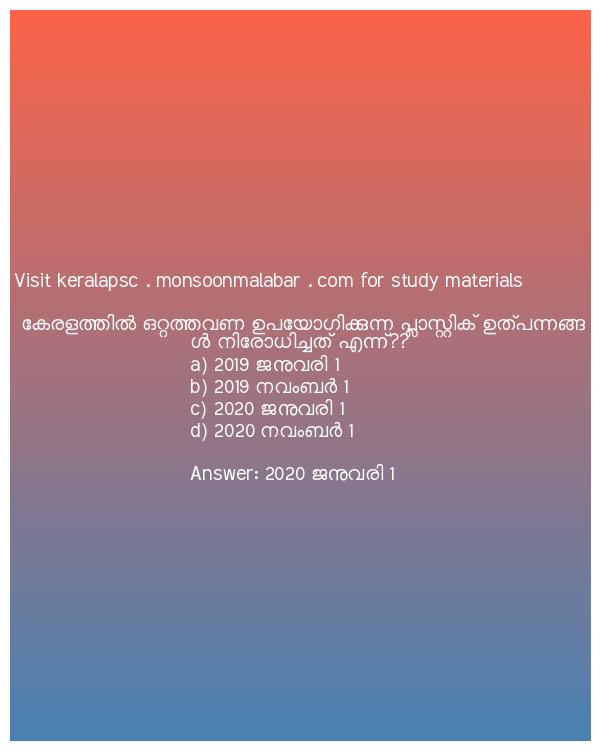 Visit keralapsc . monsoonmalabar . com for study materials
കേരളത്തിൽ ഒറ്റത്തവണ ഉപയോഗിക്കുന്ന പ്ലാസ്റ്റിക് ഉത്പന്നങ്ങ
ൾ നിരോധിച്ചത് എന്ന്??
a) 2019 ജനുവരി 1
b) 2019 നവംബർ 1
c) 2020 ജനുവരി 1
d) 2020 നവംബർ 1
Answer: 2020 ജനുവരി 1